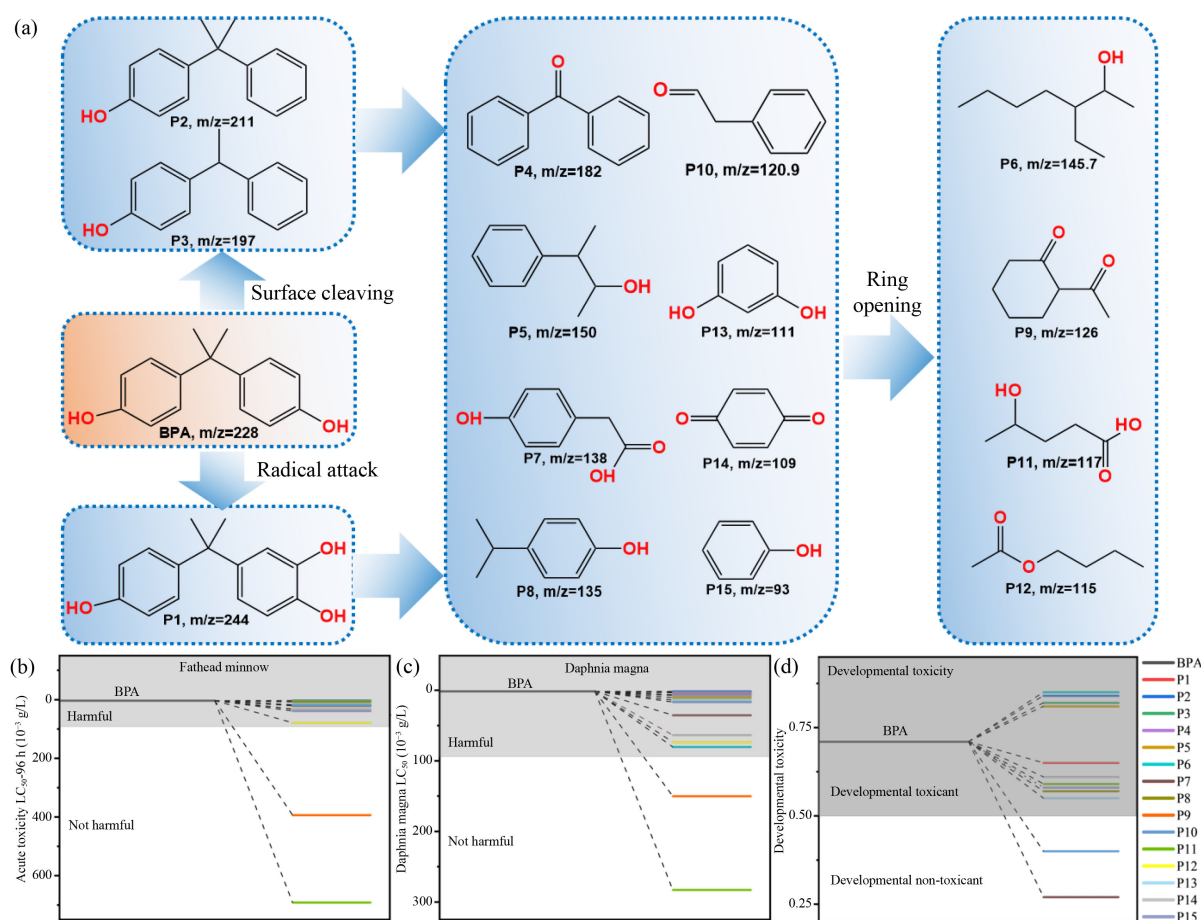 (a)
HO
P2, m/z=211
HO
P3, m/z=197
Surface cleaving
HO
OH
BPA, m/z=228
Radical attack
OH
HO
OH
P1, m/z=244
O
P4, m/z=182
O
P10, m/z=120.9
OH
P5, m/z=150
HO
OH
P13, m/z=111
HO
O
OH
P7, m/z=138
O
O
P14, m/z=109
OH
P8, m/z=135
OH
P15, m/z=93
Ring
opening
OH
P6, m/z=145.7
O
O
P9, m/z=126
HO
HO
O
P11, m/z=117
O
O
P12, m/z=115
(b)
Fathead minnow
BPA
Harmful
Not harmful
0
200
400
600
Acute toxicity LC50-96 h (10⁻³ g/L)
(c)
Daphnia magna
BPA
Harmful
Not harmful
0
100
200
300
Daphnia magna LC50 (10⁻³ g/L)
(d)
Developmental toxicity
BPA
Developmental toxicant
Developmental non-toxicant
0.75
0.50
0.25
Developmental toxicity
BPA
P1
P2
P3
P4
P5
P6
P7
P8
P9
P10
P11
P12
P13
P14
P15